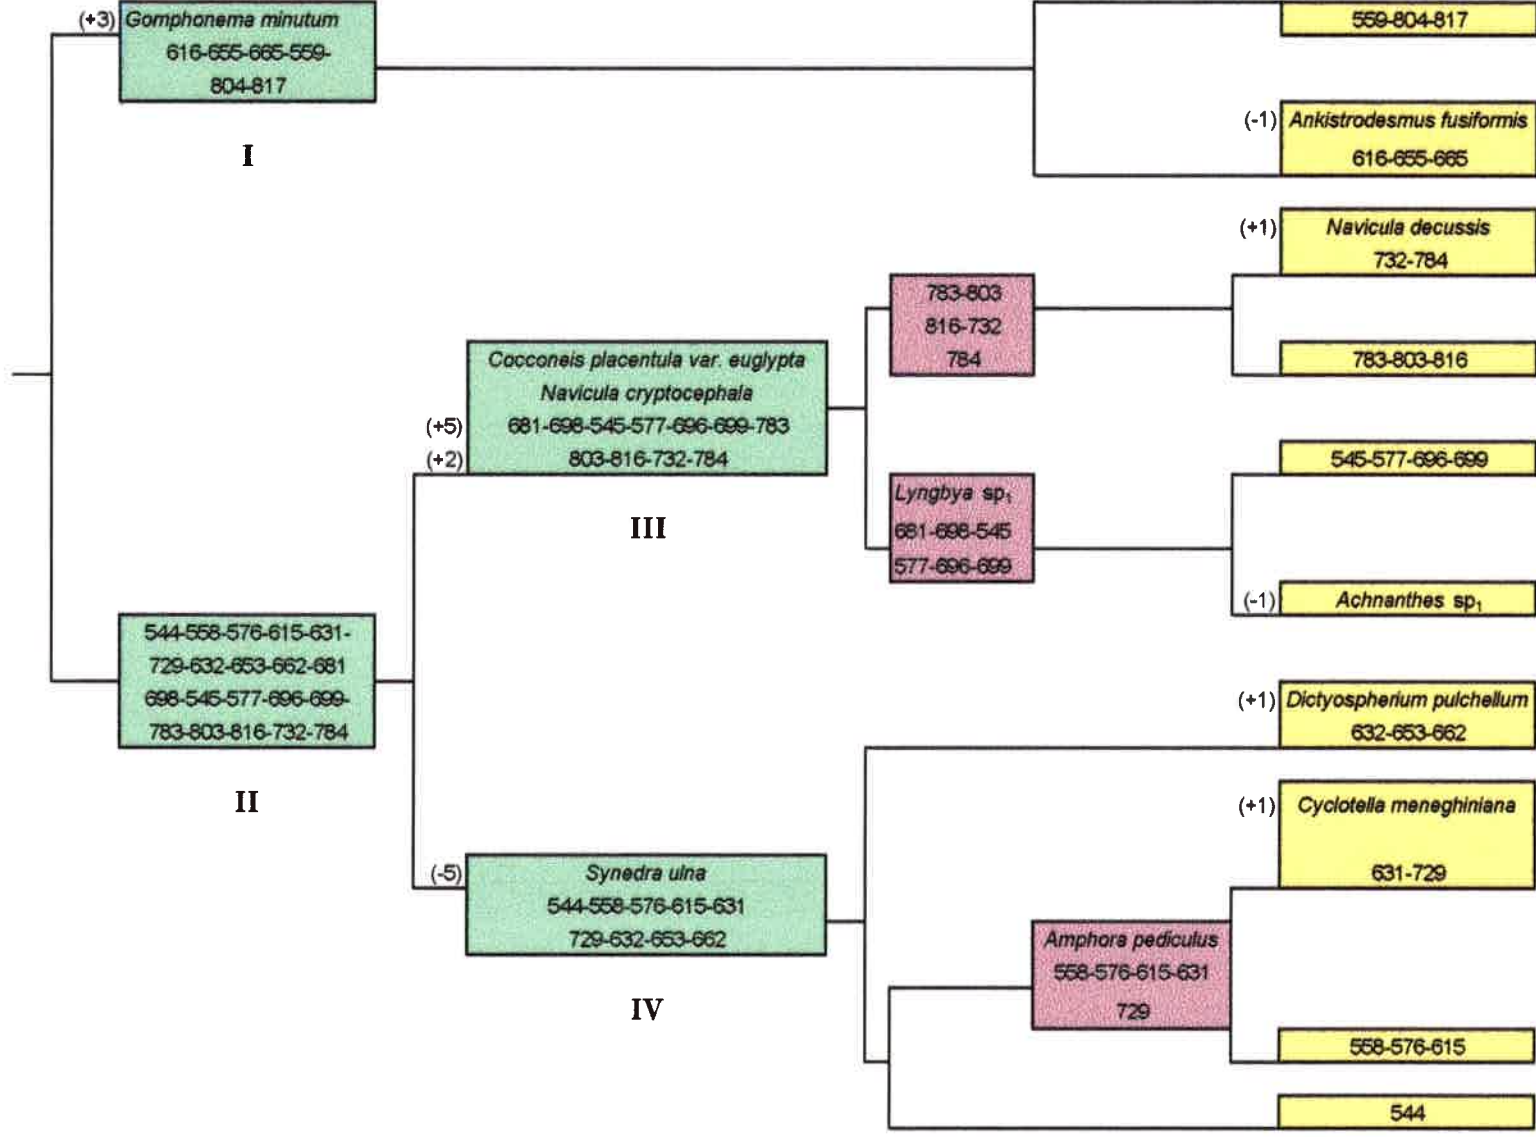 (+3)
Gomphonema minutum
616-655-665-559-
804-817
I
559-804-817
(-1)
Ankistrodesmus fusiformis
616-655-665
(+1)
Navicula decussis
732-784
783-803
816-732
784
783-803-816
Cocconeis placentula var. euglypta
Navicula cryptocephala
(+5)
681-698-545-577-696-699-783
(+2)
803-816-732-784
III
545-577-696-699
Lyngbya sp₁
681-698-545
577-696-699
(-1)
Achnanthes sp₁
544-558-576-615-631-
729-632-653-662-681
698-545-577-696-699-
783-803-816-732-784
II
(+1)
Dictyospherium pulchellum
632-653-662
(+1)
Cyclotella meneghiniana
631-729
(-5)
Synedra ulna
544-558-576-615-631
729-632-653-662
IV
Amphora pediculus
558-576-615-631
729
558-576-615
544